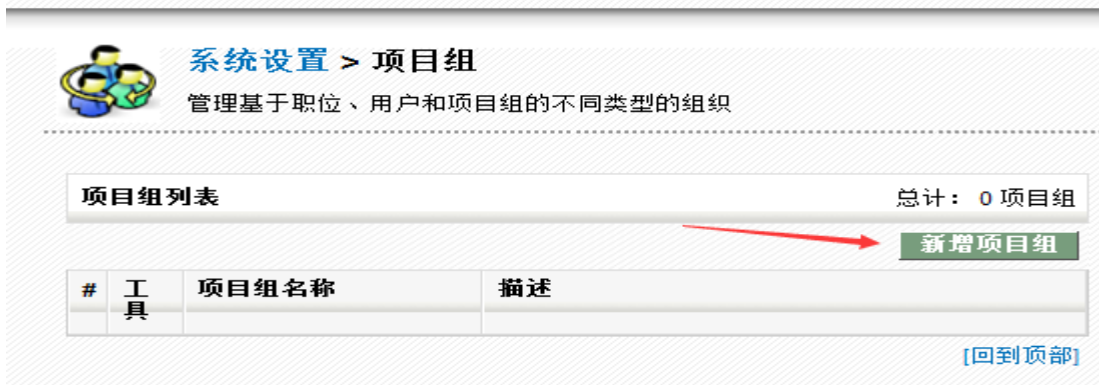 系统设置 > 项目组
管理基于职位、用户和项目组的不同类型的组织
项目组列表 总计： 0 项目组
新增项目组
# 工具 项目组名称 描述
[回到顶部]